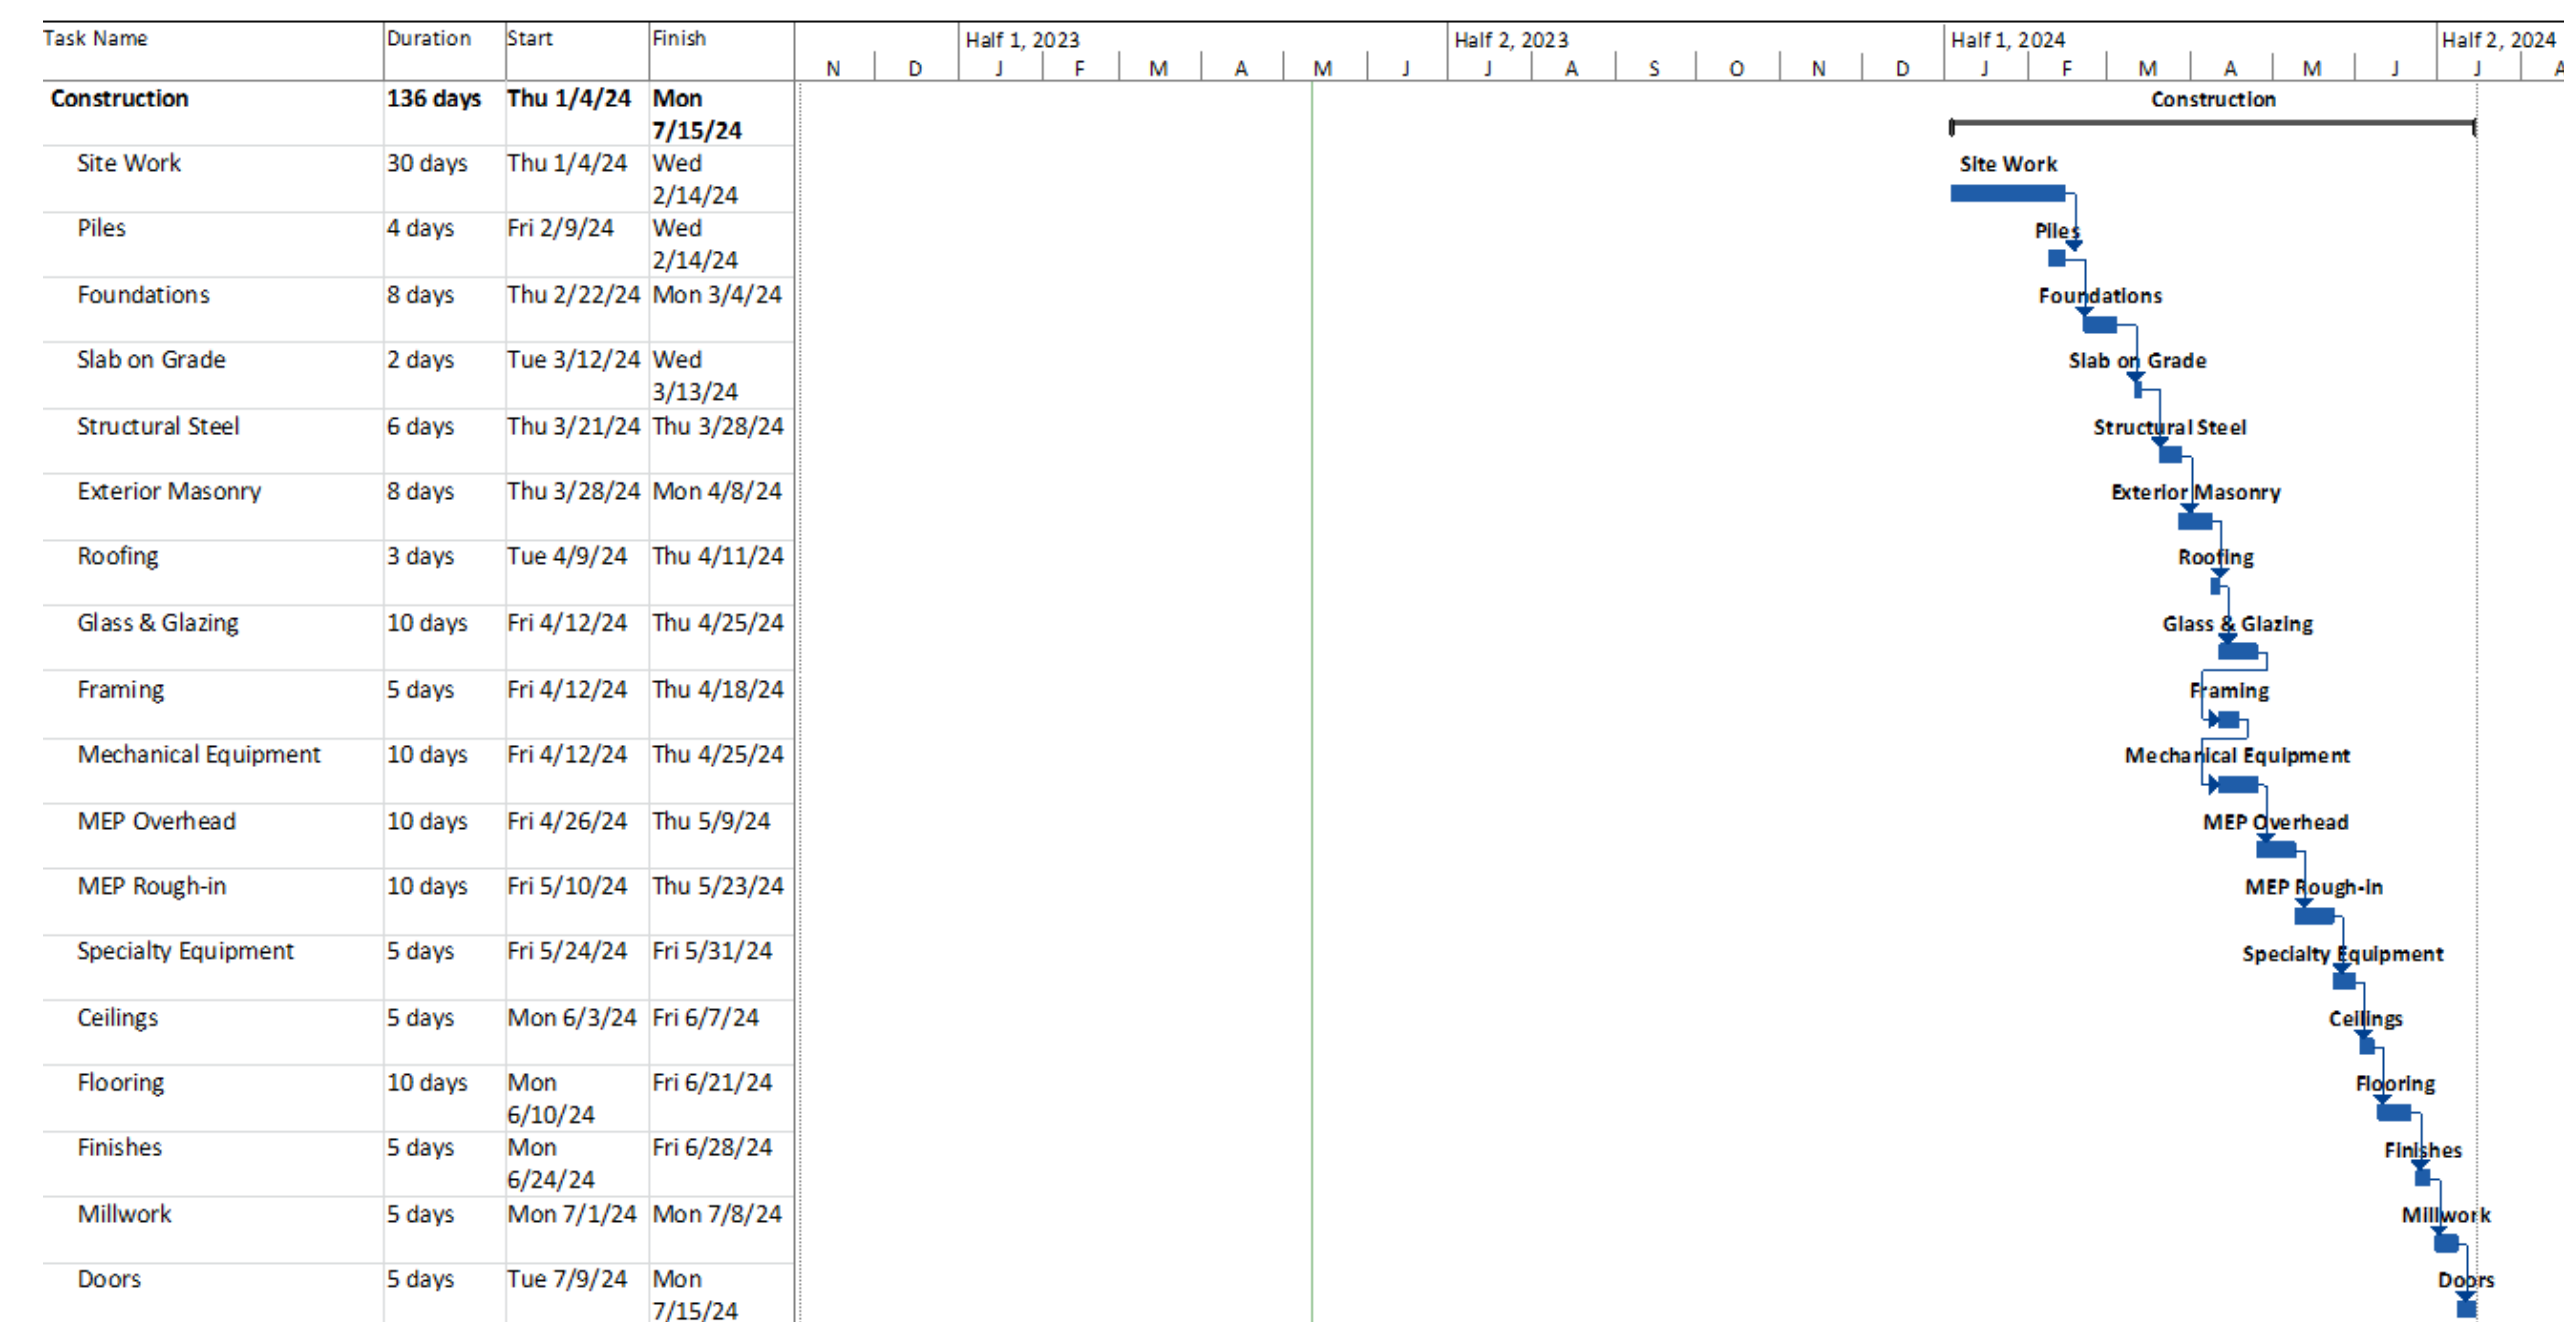 Task Name Duration Start Finish Half 1, 2023 Half 2, 2023 Half 1, 2024 Half 2, 2024
N D J F M A M J J A S O N D J F M A M J J A
Construction 136 days Thu 1/4/24 Mon Construction
7/15/24
Site Work 30 days Thu 1/4/24 Wed Site Work
2/14/24
Piles 4 days Fri 2/9/24 Wed Piles
2/14/24
Foundations 8 days Thu 2/22/24 Mon 3/4/24 Foundations
Slab on Grade 2 days Tue 3/12/24 Wed Slab on Grade
3/13/24
Structural Steel 6 days Thu 3/21/24 Thu 3/28/24 Structural Steel
Exterior Masonry 8 days Thu 3/28/24 Mon 4/8/24 Exterior Masonry
Roofing 3 days Tue 4/9/24 Thu 4/11/24 Roofing
Glass & Glazing 10 days Fri 4/12/24 Thu 4/25/24 Glass & Glazing
Framing 5 days Fri 4/12/24 Thu 4/18/24 Framing
Mechanical Equipment 10 days Fri 4/12/24 Thu 4/25/24 Mechanical Equipment
MEP Overhead 10 days Fri 4/26/24 Thu 5/9/24 MEP Overhead
MEP Rough-in 10 days Fri 5/10/24 Thu 5/23/24 MEP Rough-in
Specialty Equipment 5 days Fri 5/24/24 Fri 5/31/24 Specialty Equipment
Ceilings 5 days Mon 6/3/24 Fri 6/7/24 Ceilings
Flooring 10 days Mon Fri 6/21/24 Flooring
6/10/24
Finishes 5 days Mon Fri 6/28/24 Finishes
6/24/24
Millwork 5 days Mon 7/1/24 Mon 7/8/24 Millwork
Doors 5 days Tue 7/9/24 Mon Doors
7/15/24